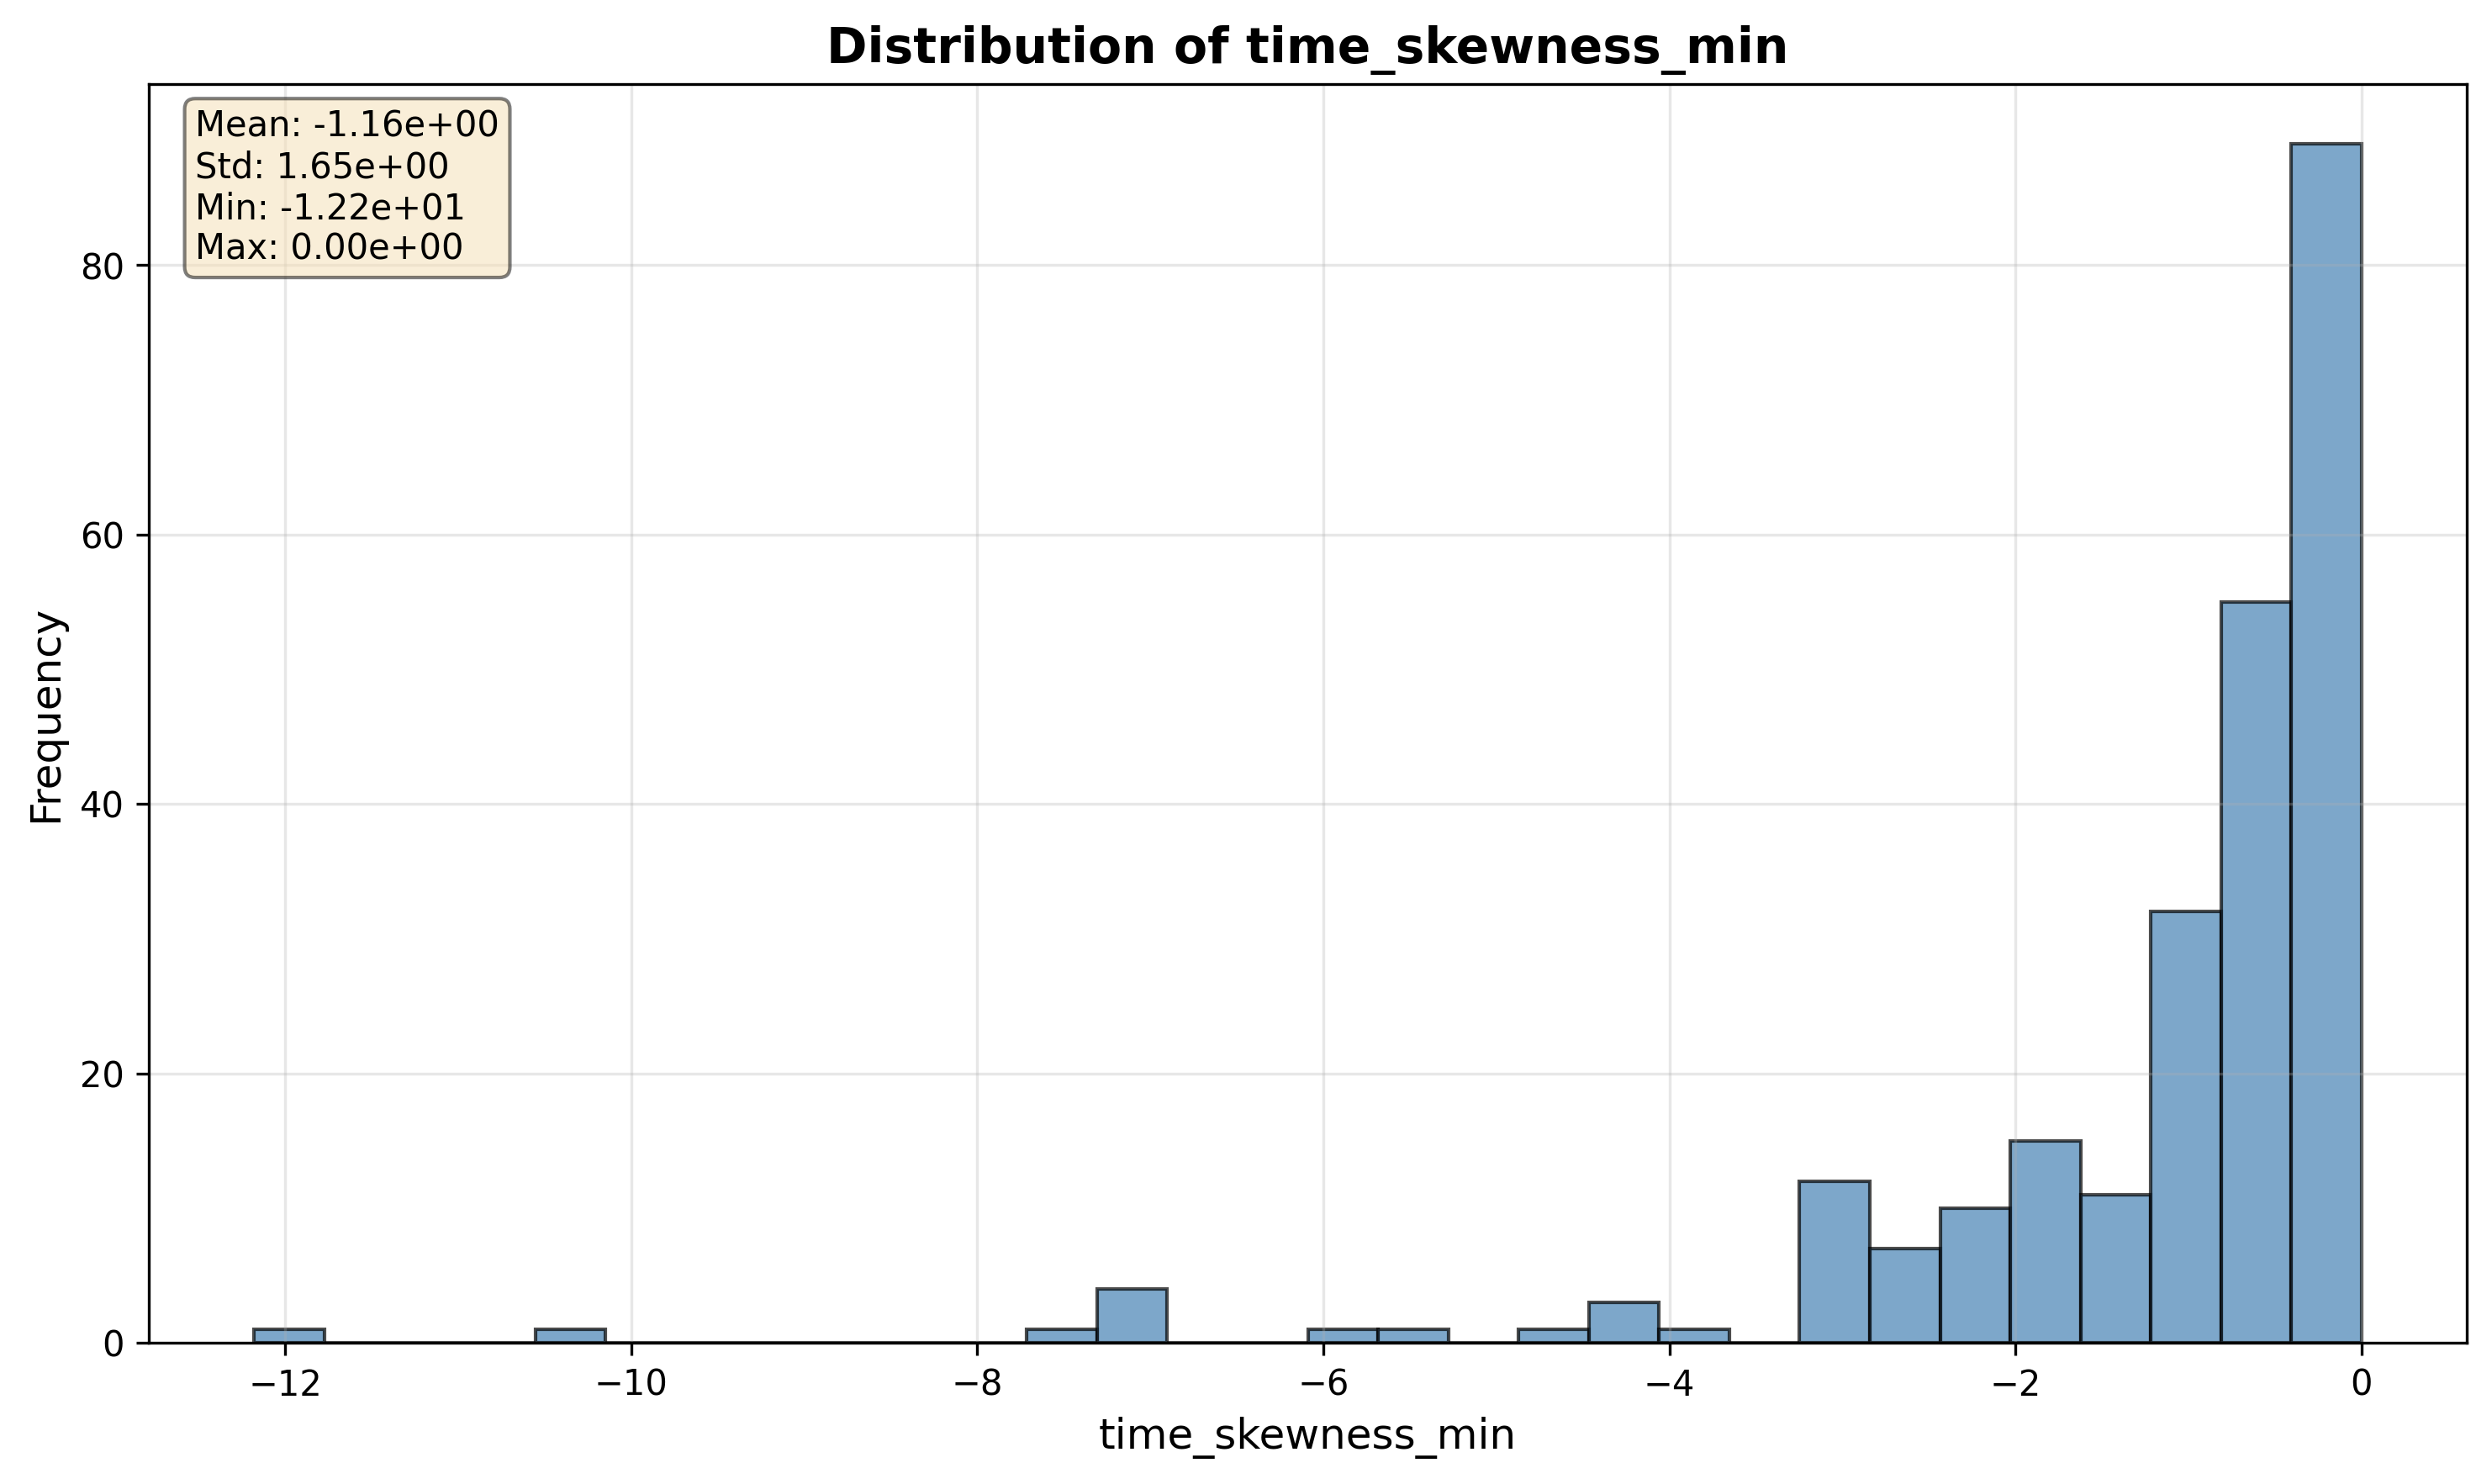 Distribution of time_skewness_min
Mean: -1.16e+00
Std: 1.65e+00
Min: -1.22e+01
Max: 0.00e+00
80
60
40
20
0
Frequency
−12
−10
−8
−6
−4
−2
0
time_skewness_min